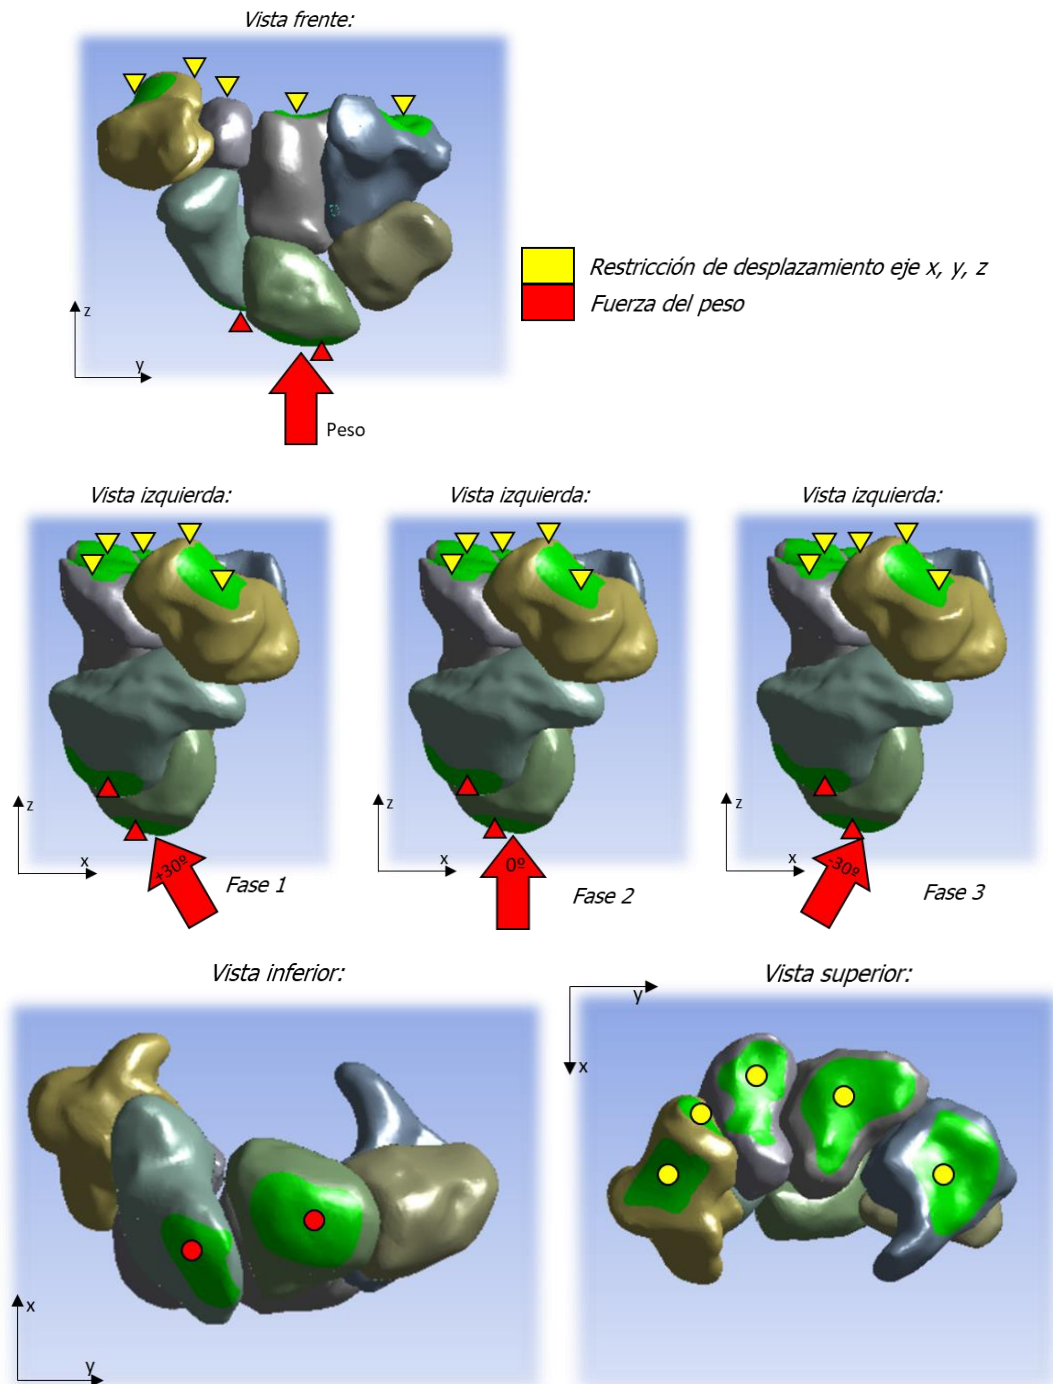 Vista frente:
z
y
Peso
Restricción de desplazamiento eje x, y, z
Fuerza del peso
Vista izquierda:
Vista izquierda:
Vista izquierda:
z
x
+30º
Fase 1
z
x
0º
Fase 2
z
x
-30º
Fase 3
Vista inferior:
x
y
Vista superior:
y
x